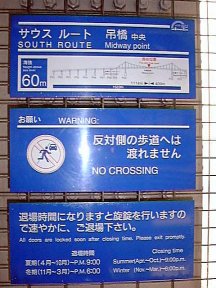 サウス ルート 吊橋 中央
SOUTH ROUTE Midway point
海抜
60m
お願い WARNING:
反対側の歩道へは
渡れません
NO CROSSING
退場時間になりますと旋錠を行いますの
で速やかに、ご退場下さい。
All doors are locked soon after closing time. Please exit promptly.
退場時間 Closing time
夏期(4月~10月)…P.M.9:00 Summer(Apr.~Oct.)…9:00p.m.
冬期(11月~3月)…P.M.6:00 Winter (Nov.~Mar.)…6:00p.m.